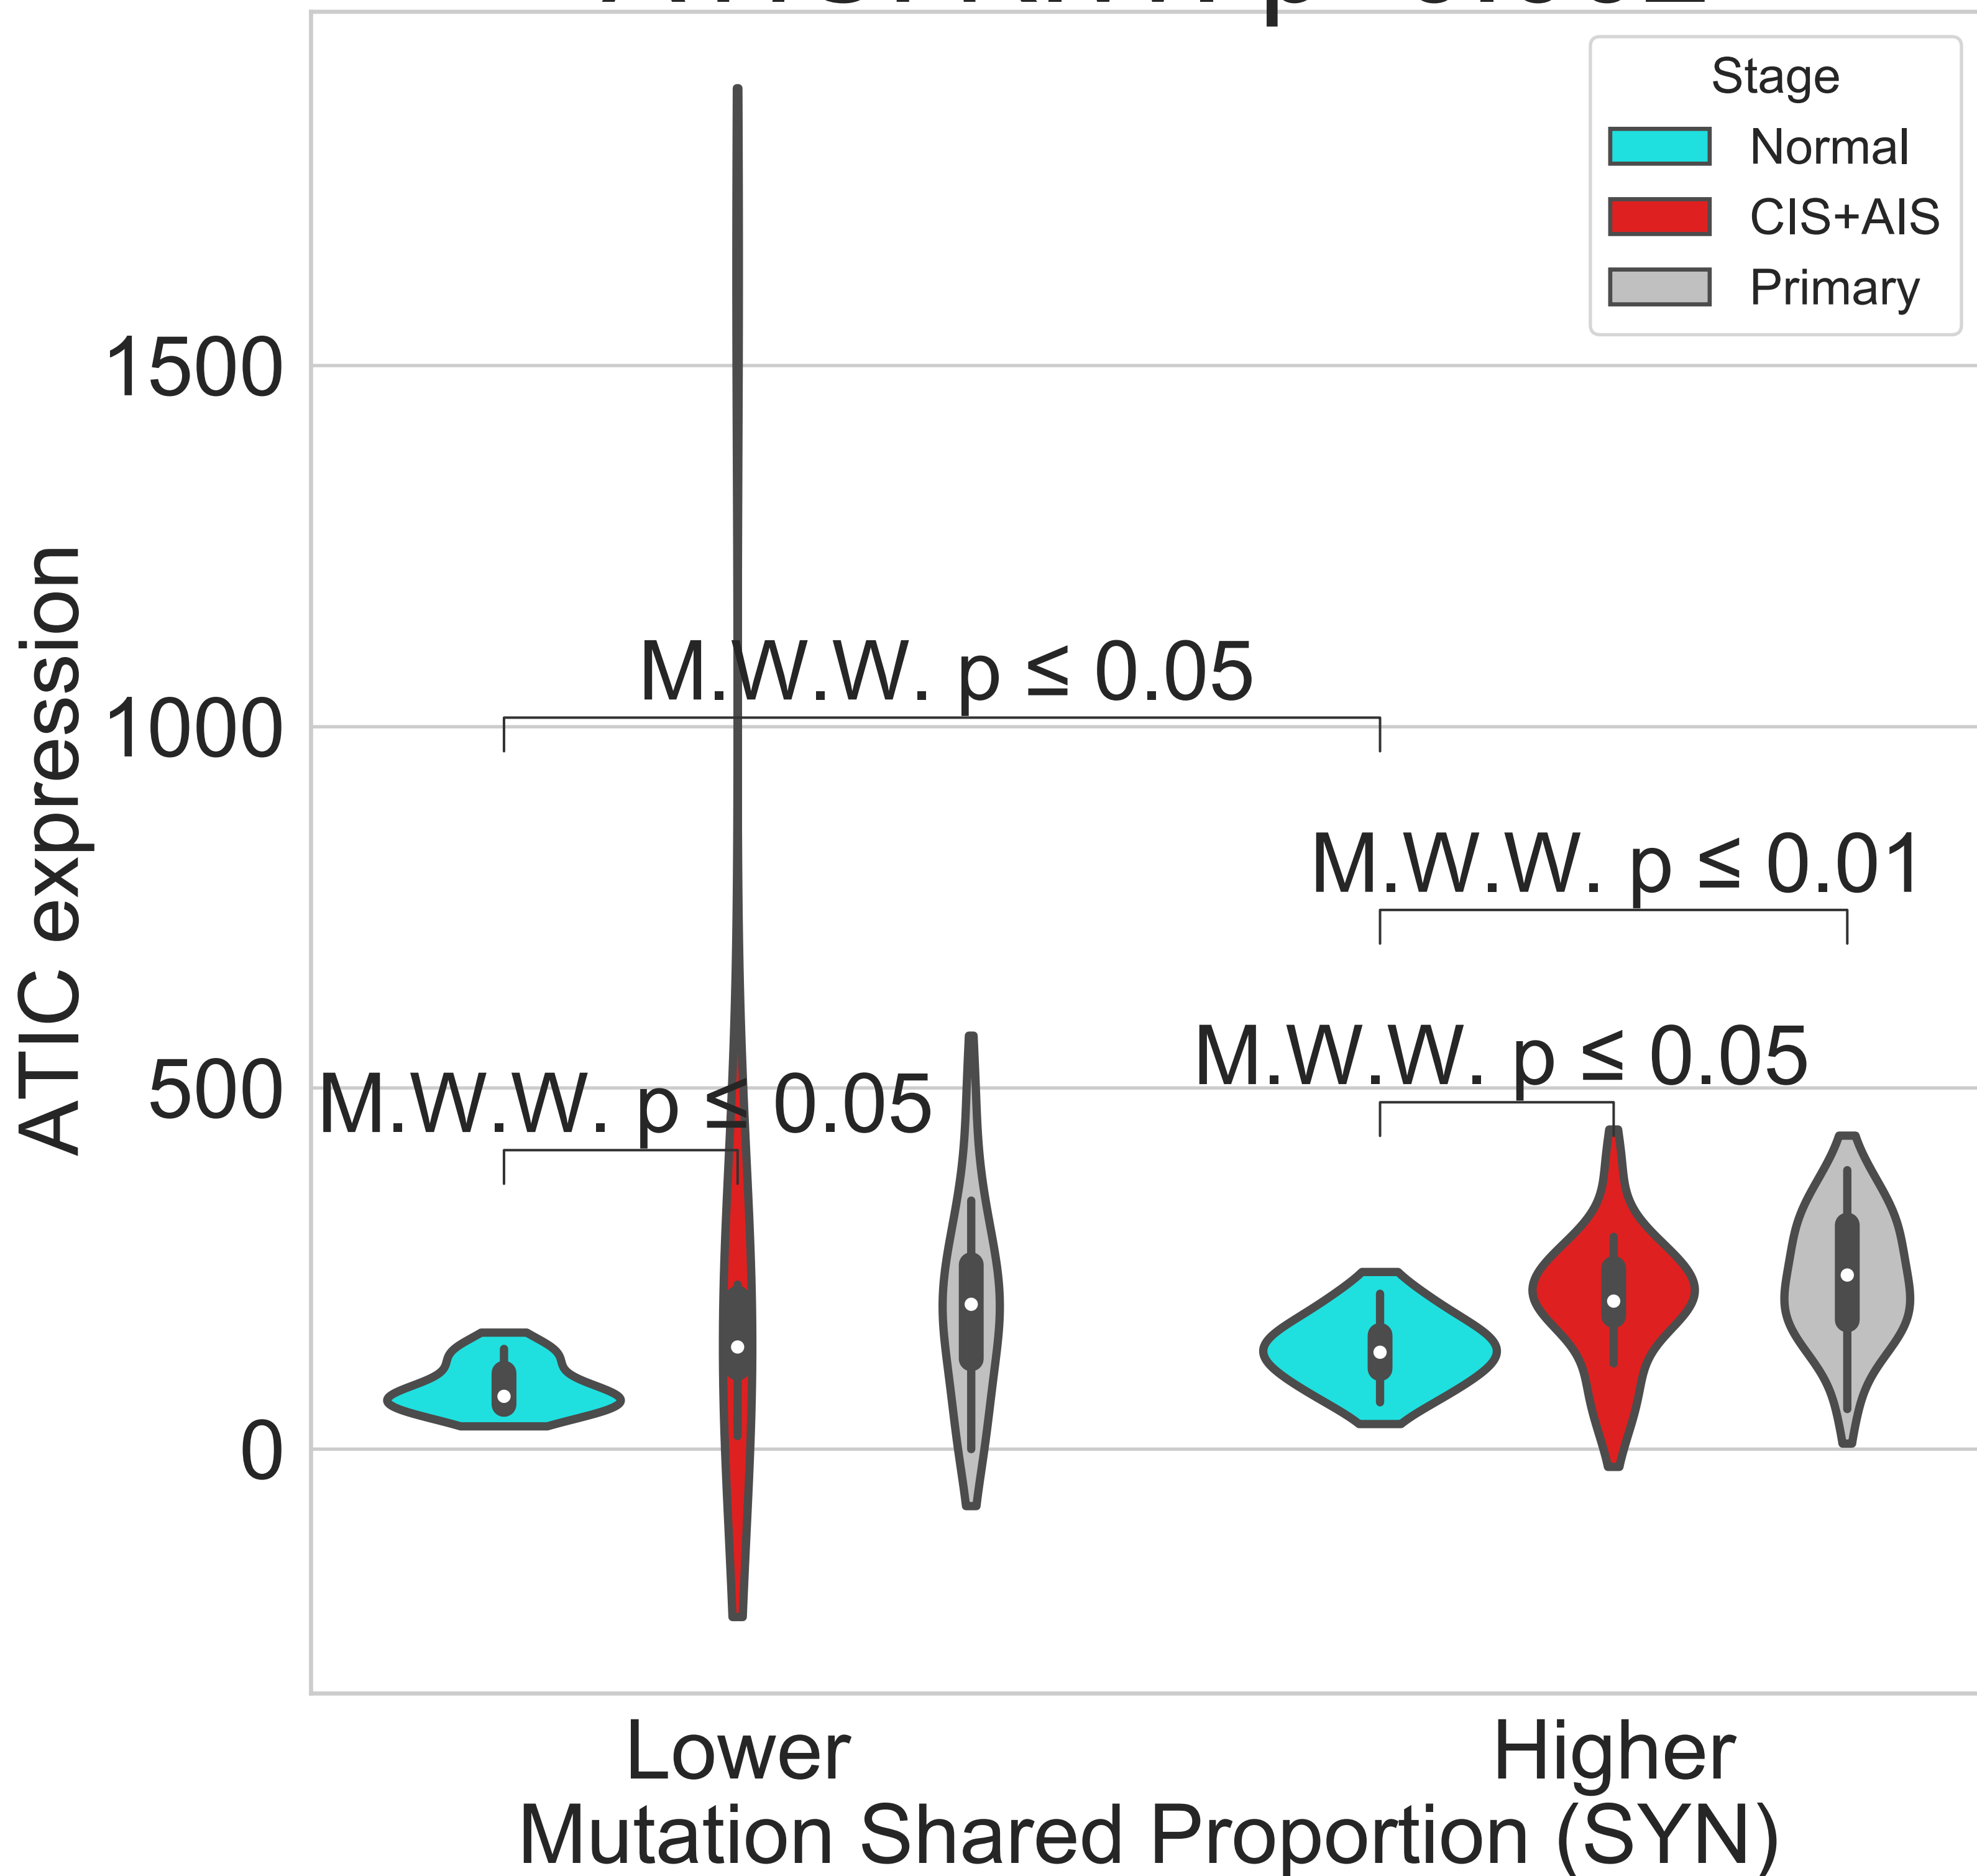 Stage
Normal
CIS+AIS
Primary
1500
1000
500
0
ATIC expression
M.W.W. p ≤ 0.05
M.W.W. p ≤ 0.01
M.W.W. p ≤ 0.05
M.W.W. p ≤ 0.05
Lower
Higher
Mutation Shared Proportion (SYN)